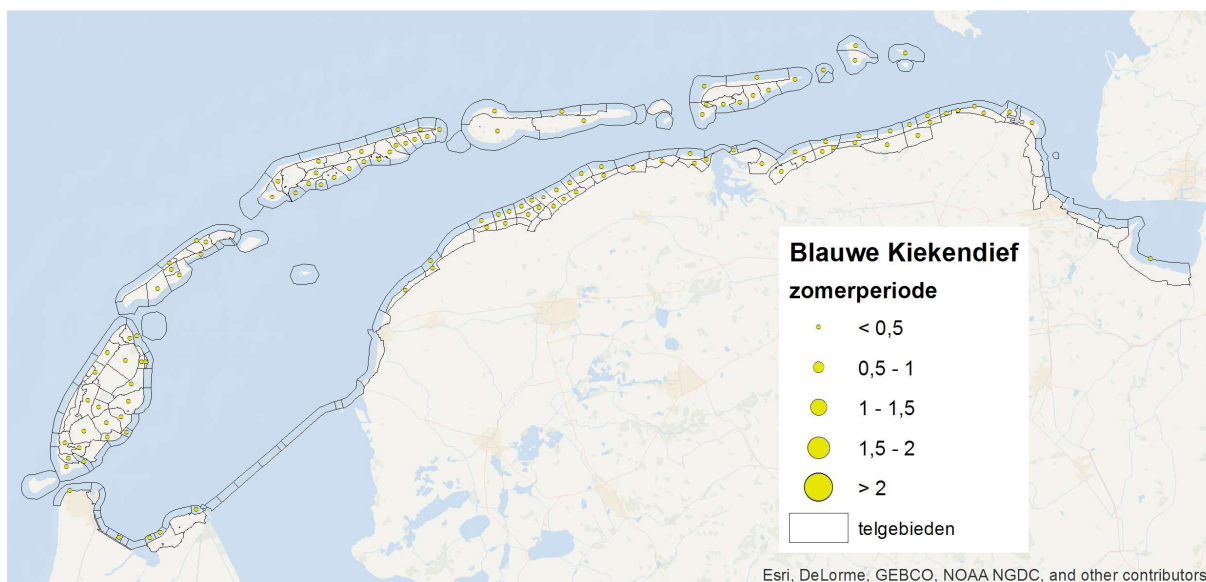 Blauwe Kiekendief
zomerperiode
< 0,5
0,5 - 1
1 - 1,5
1,5 - 2
> 2
telgebieden
Esri, DeLorme, GEBCO, NOAA NGDC, and other contributors